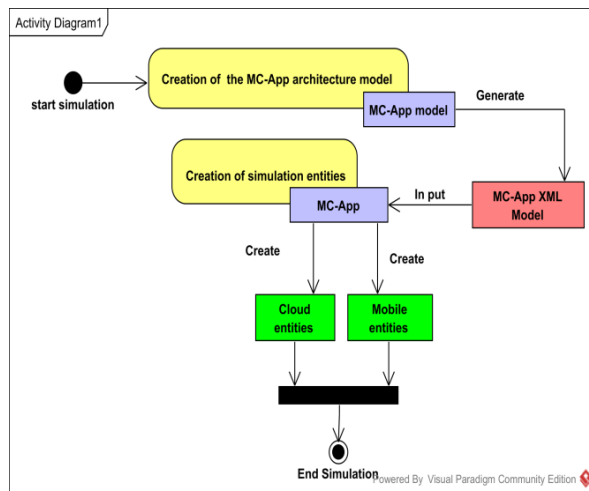 Activity Diagram1
Creation of the MC-App architecture model
start simulation
MC-App model
Generate
Creation of simulation entities
MC-App
In put
MC-App XML
Model
Create
Create
Cloud
entities
Mobile
entities
End Simulation
Powered By Visual Paradigm Community Edition